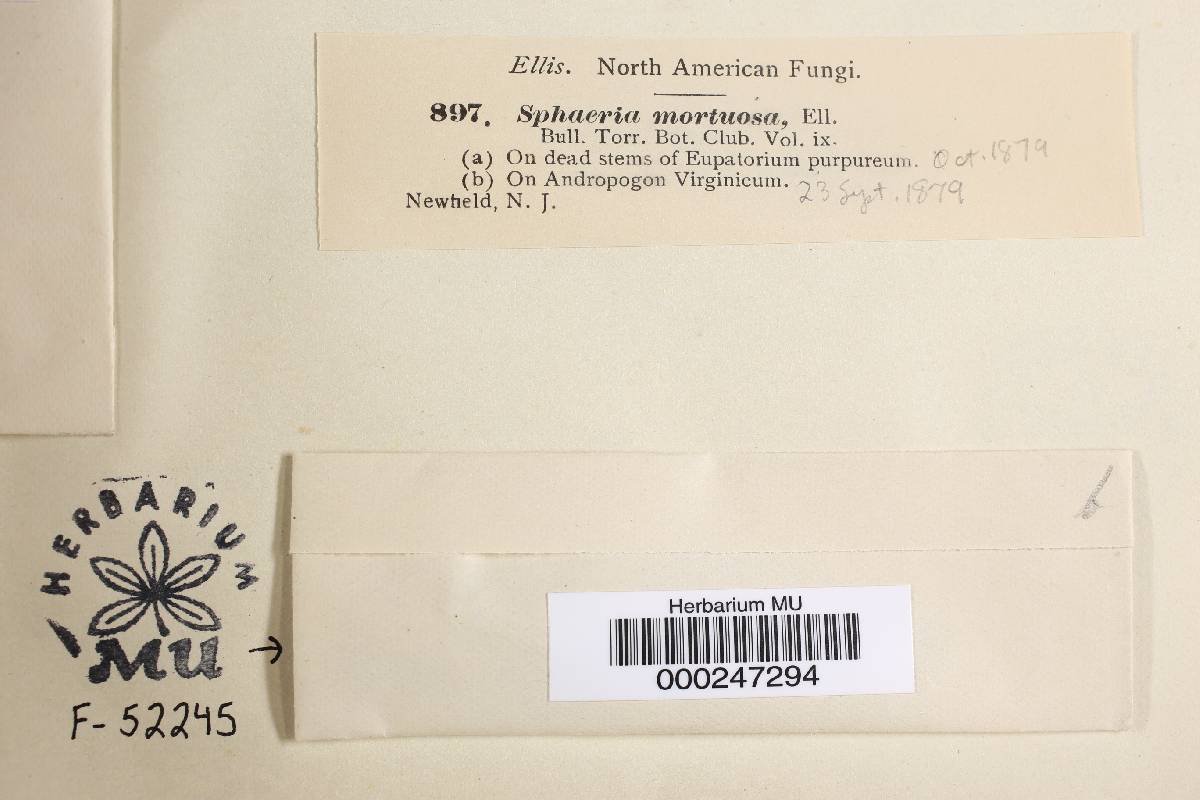 Ellis. North American Fungi.
897. Sphaeria mortuosa, Ell.
Bull. Torr. Bot. Club. Vol. ix.
(a) On dead stems of Eupatorium purpureum. Oct. 1879
(b) On Andropogon Virginicum. 23 Sept. 1879
Newfield, N. J.
HERBARIUM
MU
F-52245
Herbarium MU
000247294